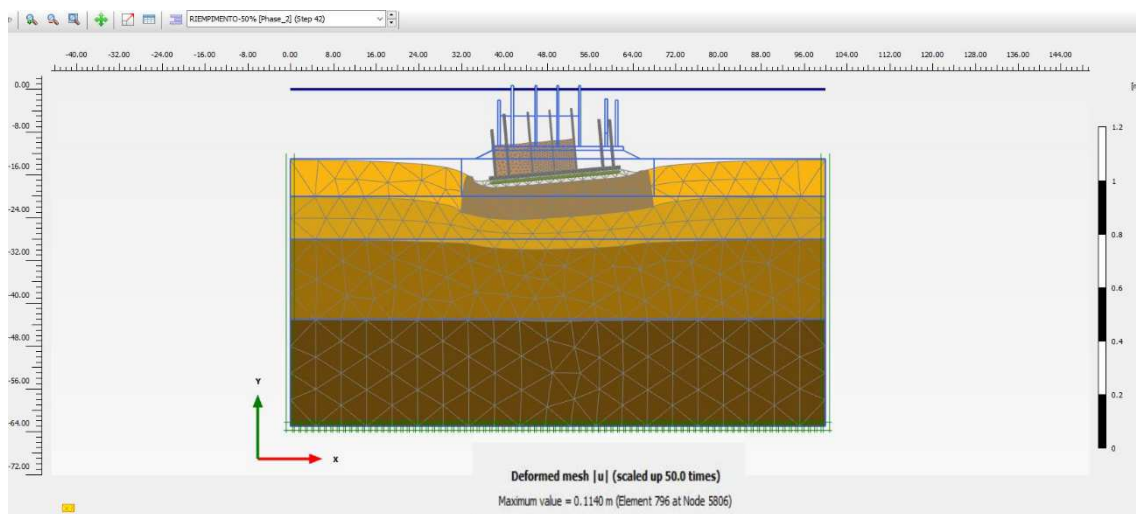 RIEMPIMENTO-50% [Phase_2] (Step 42)
-40.00 -32.00 -24.00 -16.00 -8.00 0.00 8.00 16.00 24.00 32.00 40.00 48.00 56.00 64.00 72.00 80.00 88.00 96.00 104.00 112.00 120.00 128.00 136.00 144.00
0.00
-8.00
-16.00
-24.00
-32.00
-40.00
-48.00
-56.00
-64.00
-72.00
1.2
1
0.8
0.6
0.4
0.2
0
Y
X
Deformed mesh |u| (scaled up 50.0 times)
Maximum value = 0.1140 m (Element 796 at Node 5806)